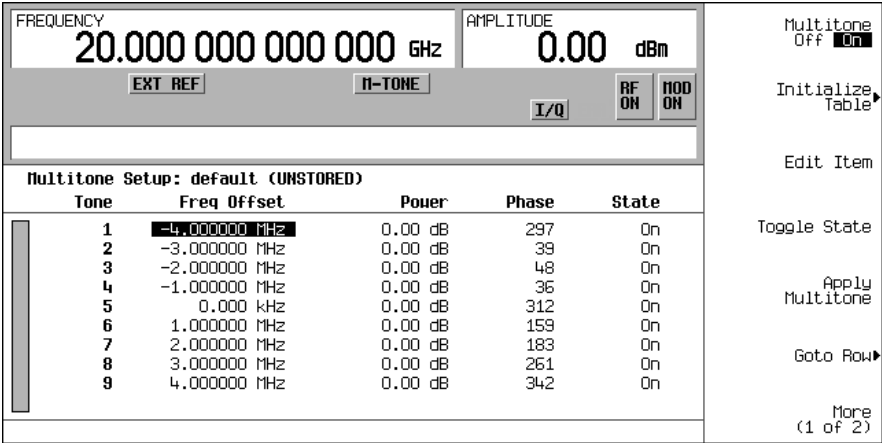 FREQUENCY
20.000 000 000 000 GHz
AMPLITUDE
0.00 dBm
EXT REF
M-TONE
I/Q
RF ON
MOD ON
Multitone Setup: default (UNSTORED)
Tone Freq Offset Power Phase State
1 -4.000000 MHz 0.00 dB 297 On
2 -3.000000 MHz 0.00 dB 39 On
3 -2.000000 MHz 0.00 dB 48 On
4 -1.000000 MHz 0.00 dB 36 On
5 0.000 kHz 0.00 dB 312 On
6 1.000000 MHz 0.00 dB 159 On
7 2.000000 MHz 0.00 dB 183 On
8 3.000000 MHz 0.00 dB 261 On
9 4.000000 MHz 0.00 dB 342 On
Multitone
Off On
Initialize
Table
Edit Item
Toggle State
Apply
Multitone
Goto Row
More
(1 of 2)